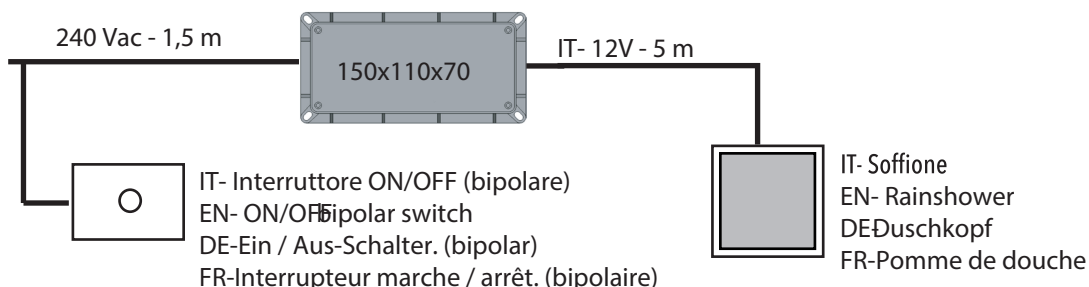 240 Vac - 1,5 m
150x110x70
IT- 12V - 5 m
IT- Interruttore ON/OFF (bipolare)
EN- ON/OFF bipolar switch
DE-Ein / Aus-Schalter. (bipolar)
FR-Interrupteur marche / arrêt. (bipolaire)
IT- Soffione
EN- Rainshower
DE-Duschkopf
FR-Pomme de douche